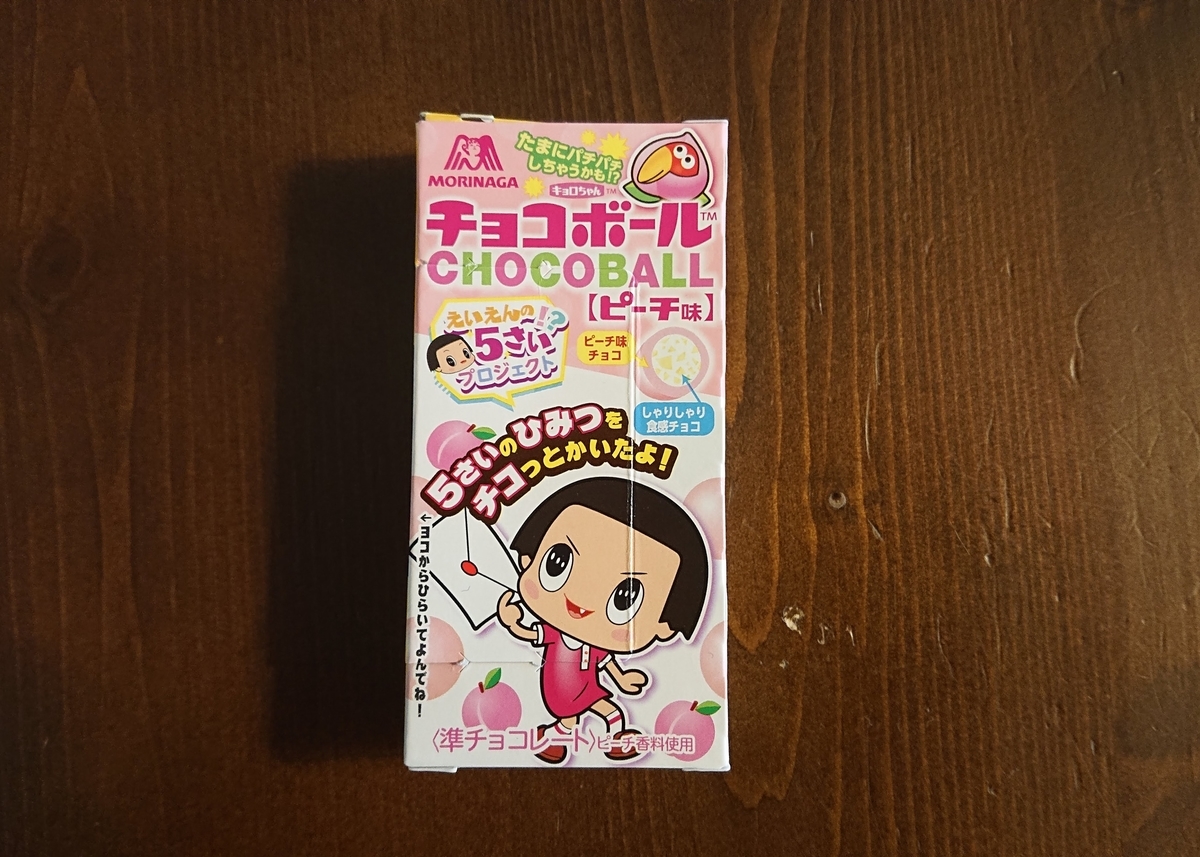 MORINAGA
たまにパチパチ
しちゃうかも!?
キョロちゃん™
チョコボール™
CHOCOBALL
【ピーチ味】
えいえんの!?
5さい
プロジェクト
ピーチ味
チョコ
しゃりしゃり
食感チョコ
5さいのひみつを
チコっとかいたよ！
←ヨコからひらいてよんでね！
〈準チョコレート〉ピーチ香料使用